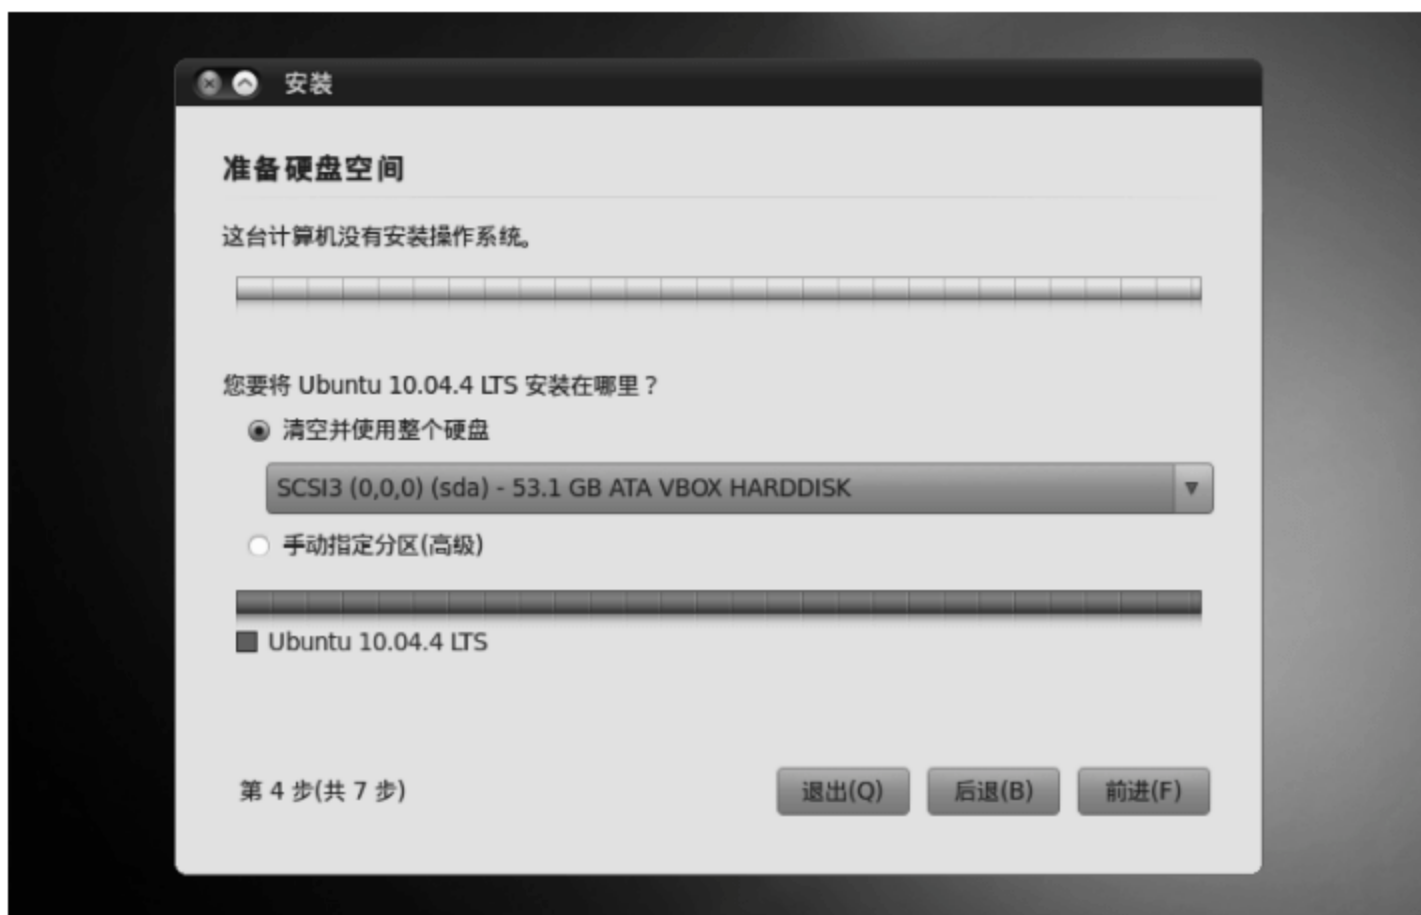 安装
准备硬盘空间
这台计算机没有安装操作系统。
您要将 Ubuntu 10.04.4 LTS 安装在哪里？
清空并使用整个硬盘
SCSI3 (0,0,0) (sda) - 53.1 GB ATA VBOX HARDDISK
手动指定分区(高级)
Ubuntu 10.04.4 LTS
第 4 步(共 7 步) 退出(Q) 后退(B) 前进(F)